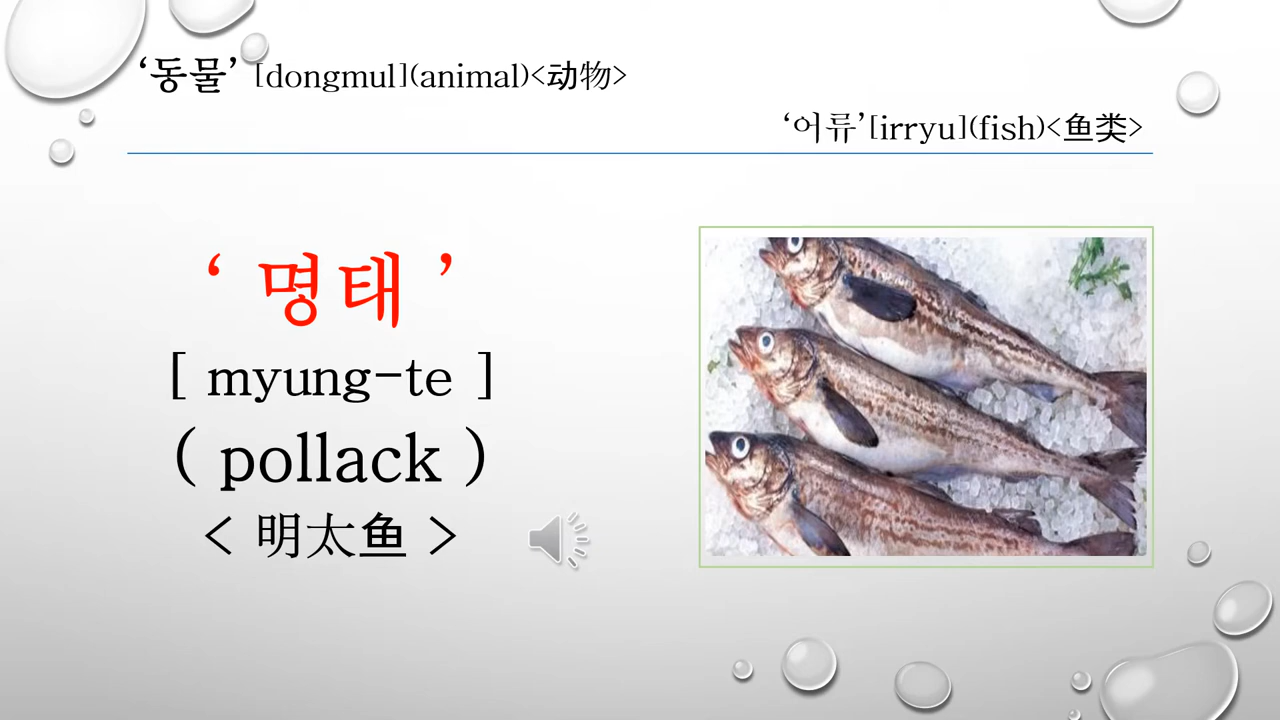 ‘동물’ [dongmul](animal)<动物>
‘어류’[irryu](fish)<鱼类>
‘ 명태 ’
[ myung-te ]
( pollack )
< 明太鱼 >